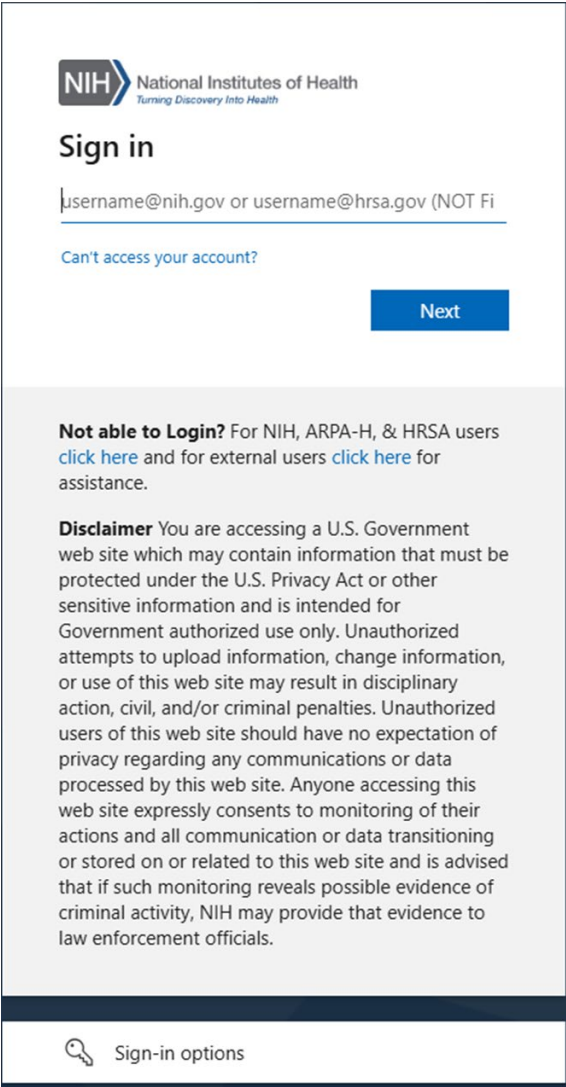 NIH National Institutes of Health
Turning Discovery Into Health
Sign in
username@nih.gov or username@hrsa.gov (NOT Fi
Can't access your account?
Next
Not able to Login? For NIH, ARPA-H, & HRSA users
click here and for external users click here for
assistance.
Disclaimer You are accessing a U.S. Government
web site which may contain information that must be
protected under the U.S. Privacy Act or other
sensitive information and is intended for
Government authorized use only. Unauthorized
attempts to upload information, change information,
or use of this web site may result in disciplinary
action, civil, and/or criminal penalties. Unauthorized
users of this web site should have no expectation of
privacy regarding any communications or data
processed by this web site. Anyone accessing this
web site expressly consents to monitoring of their
actions and all communication or data transitioning
or stored on or related to this web site and is advised
that if such monitoring reveals possible evidence of
criminal activity, NIH may provide that evidence to
law enforcement officials.
Sign-in options